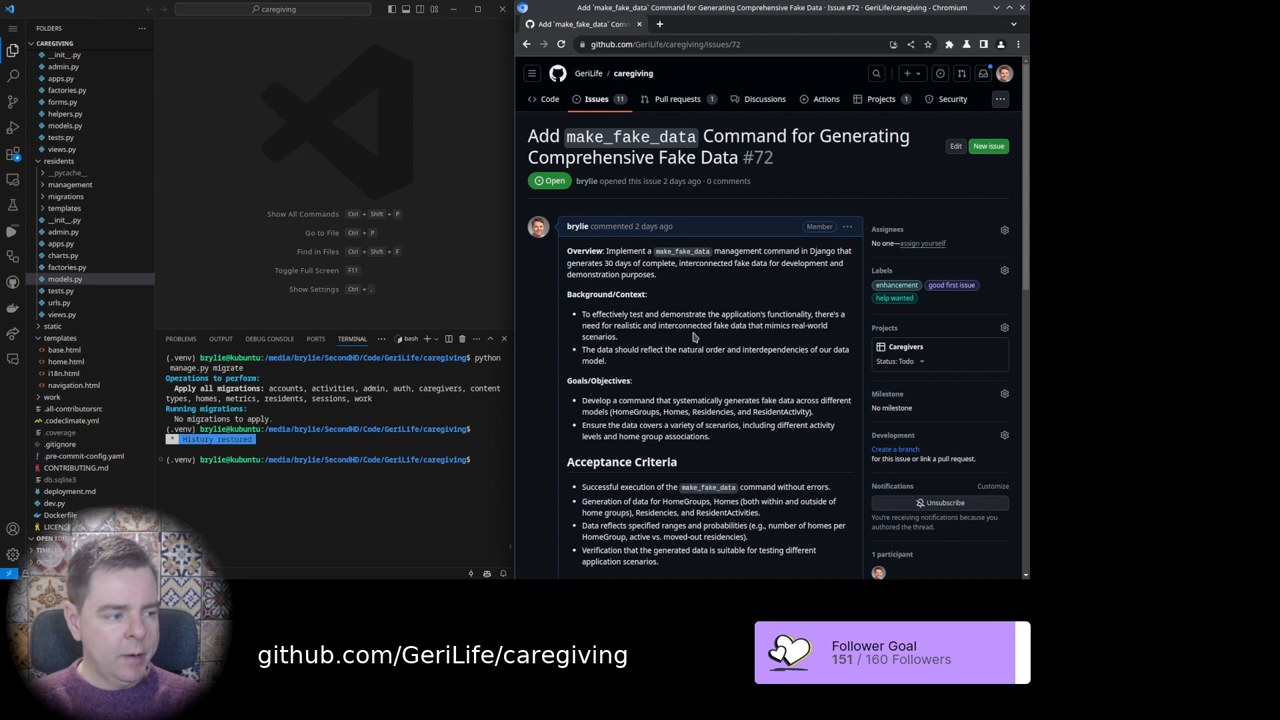 caregiving
FOLDERS
CAREGIVING
__init__.py
admin.py
apps.py
factories.py
forms.py
helpers.py
models.py
tests.py
views.py
residents
__pycache__
management
migrations
templates
__init__.py
admin.py
apps.py
charts.py
factories.py
models.py
tests.py
urls.py
views.py
static
templates
base.html
home.html
i18n.html
navigation.html
work
.all-contributorsrc
.codeclimate.yml
.coverage
.gitignore
.pre-commit-config.yaml
CONTRIBUTING.md
db.sqlite3
deployment.md
dev.py
Dockerfile
LICENSE
OPEN EDI
Show All Commands Ctrl + Shift + P
Go to File Ctrl + P
Find in Files Ctrl + Shift + F
Toggle Full Screen F11
Show Settings Ctrl + ,
PROBLEMS OUTPUT DEBUG CONSOLE PORTS TERMINAL bash
(.venv) brylie@kubuntu:/media/brylie/SecondHD/Code/GeriLife/caregiving$ python
manage.py migrate
Operations to perform:
Apply all migrations: accounts, activities, admin, auth, caregivers, content
types, homes, metrics, residents, sessions, work
Running migrations:
No migrations to apply.
(.venv) brylie@kubuntu:/media/brylie/SecondHD/Code/GeriLife/caregiving$
* History restored
(.venv) brylie@kubuntu:/media/brylie/SecondHD/Code/GeriLife/caregiving$
Add `make_fake_data` Command for Generating Comprehensive Fake Data · Issue #72 · GeriLife/caregiving - Chromium
Add `make_fake_data` Com
github.com/GeriLife/caregiving/issues/72
GeriLife / caregiving
Code Issues 11 Pull requests 1 Discussions Actions Projects 1 Security
Add make_fake_data Command for Generating
Comprehensive Fake Data #72
Edit New issue
Open brylie opened this issue 2 days ago · 0 comments
brylie commented 2 days ago Member
Overview: Implement a make_fake_data management command in Django that
generates 30 days of complete, interconnected fake data for development and
demonstration purposes.
Background/Context:
• To effectively test and demonstrate the application's functionality, there's a
need for realistic and interconnected fake data that mimics real-world
scenarios.
• The data should reflect the natural order and interdependencies of our data
model.
Goals/Objectives:
• Develop a command that systematically generates fake data across different
models (HomeGroups, Homes, Residencies, and ResidentActivity).
• Ensure the data covers a variety of scenarios, including different activity
levels and home group associations.
Acceptance Criteria
• Successful execution of the make_fake_data command without errors.
• Generation of data for HomeGroups, Homes (both within and outside of
home groups), Residencies, and ResidentActivities.
• Data reflects specified ranges and probabilities (e.g., number of homes per
HomeGroup, active vs. moved-out residencies).
• Verification that the generated data is suitable for testing different
application scenarios.
Assignees
No one—assign yourself
Labels
enhancement good first issue
help wanted
Projects
Caregivers
Status: Todo
Milestone
No milestone
Development
Create a branch
for this issue or link a pull request.
Notifications Customize
Unsubscribe
You're receiving notifications because you
authored the thread.
1 participant
github.com/GeriLife/caregiving
Follower Goal
151 / 160 Followers